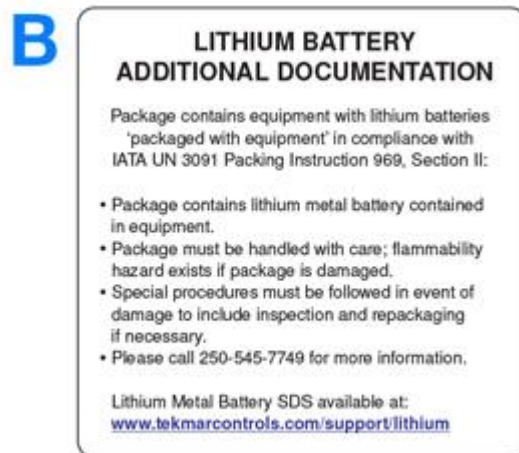 B
LITHIUM BATTERY
ADDITIONAL DOCUMENTATION
Package contains equipment with lithium batteries
'packaged with equipment' in compliance with
IATA UN 3091 Packing Instruction 969, Section II:
• Package contains lithium metal battery contained
in equipment.
• Package must be handled with care; flammability
hazard exists if package is damaged.
• Special procedures must be followed in event of
damage to include inspection and repackaging
if necessary.
• Please call 250-545-7749 for more information.
Lithium Metal Battery SDS available at:
www.tekmarcontrols.com/support/lithium